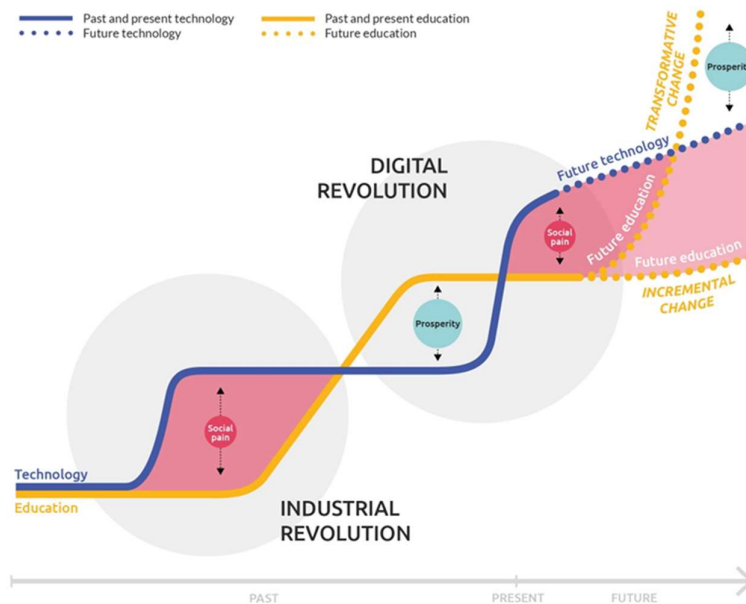 Past and present technology
Future technology
Past and present education
Future education
TRANSFORMATIVE
CHANGE
DIGITAL
REVOLUTION
Future technology
Social
pain
Future education
Future education
INCREMENTAL
CHANGE
Prosperity
Social
pain
Technology
Education
INDUSTRIAL
REVOLUTION
PAST
PRESENT
FUTURE